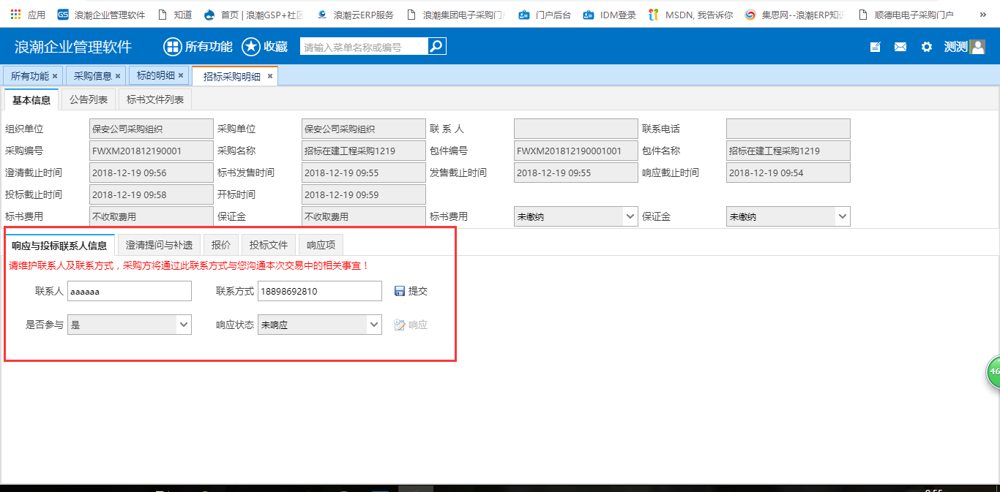 应用 GS 浪潮企业管理软件 知道 首页 | 浪潮GSP+社区 浪潮云ERP服务 浪潮集团电子采购门户 门户后台 IDM登录 MSDN, 我告诉你 集思网--浪潮ERP知识 顺德电电子采购门户 »
浪潮企业管理软件 所有功能 收藏 请输入菜单名称或编号 测测
所有功能 × 采购信息 × 标的明细 × 招标采购明细 ×
基本信息 公告列表 标书文件列表
组织单位 保安公司采购组织 采购单位 保安公司采购组织 联 系 人 联系电话
采购编号 FWXM201812190001 采购名称 招标在建工程采购1219 包件编号 FWXM201812190001001 包件名称 招标在建工程采购1219
澄清截止时间 2018-12-19 09:56 标书发售时间 2018-12-19 09:55 发售截止时间 2018-12-19 09:55 响应截止时间 2018-12-19 09:54
投标截止时间 2018-12-19 09:58 开标时间 2018-12-19 09:59
标书费用 不收取费用 保证金 不收取费用 标书费用 未缴纳 保证金 未缴纳
响应与投标联系人信息 澄清提问与补遗 报价 投标文件 响应项
请维护联系人及联系方式，采购方将通过此联系方式与您沟通本次交易中的相关事宜！
联系人 aaaaaa 联系方式 18898692810 提交
是否参与 是 响应状态 未响应 响应
46